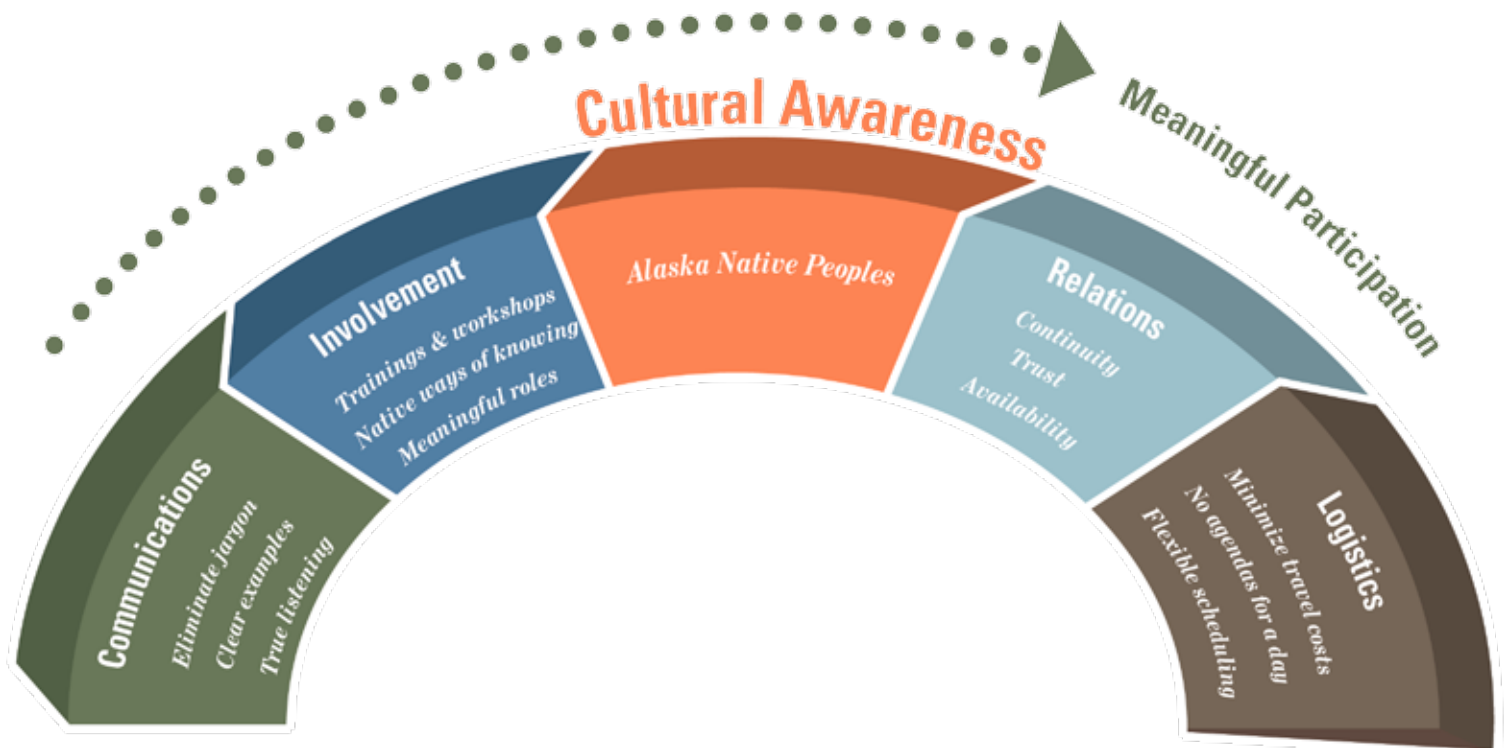 Cultural Awareness
Meaningful Participation
Communications
Eliminate jargon
Clear examples
True listening
Involvement
Trainings & workshops
Native ways of knowing
Meaningful roles
Alaska Native Peoples
Relations
Continuity
Trust
Availability
Logistics
Minimize travel costs
No agendas for a day
Flexible scheduling